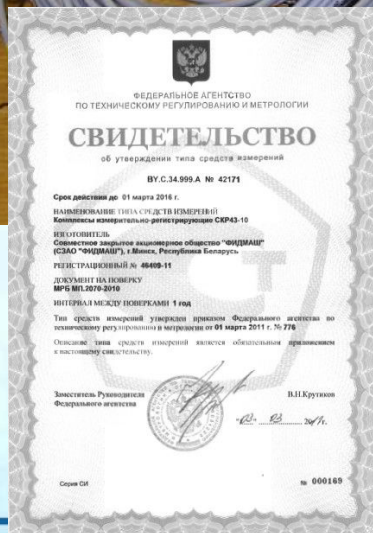 ФЕДЕРАЛЬНОЕ АГЕНТСТВО
ПО ТЕХНИЧЕСКОМУ РЕГУЛИРОВАНИЮ И МЕТРОЛОГИИ
СВИДЕТЕЛЬСТВО
об утверждении типа средств измерений
BY.C.34.999.A № 42171
Срок действия до 01 марта 2016 г.
НАИМЕНОВАНИЕ ТИПА СРЕДСТВ ИЗМЕРЕНИЙ
Комплексы измерительно-регистрирующие СКР43-10
ИЗГОТОВИТЕЛЬ
Совместное закрытое акционерное общество "ФИДМАШ"
(СЗАО "ФИДМАШ"), г.Минск, Республика Беларусь
РЕГИСТРАЦИОННЫЙ № 46409-11
ДОКУМЕНТ НА ПОВЕРКУ
МРБ МП.2070-2010
ИНТЕРВАЛ МЕЖДУ ПОВЕРКАМИ 1 год
Тип средств измерений утвержден приказом Федерального агентства по
техническому регулированию и метрологии от 01 марта 2011 г. № 776
Описание типа средств измерений является обязательным приложением
к настоящему свидетельству.
Заместитель Руководителя
Федерального агентства
В.Н.Крутиков
Серия СИ
№ 000169